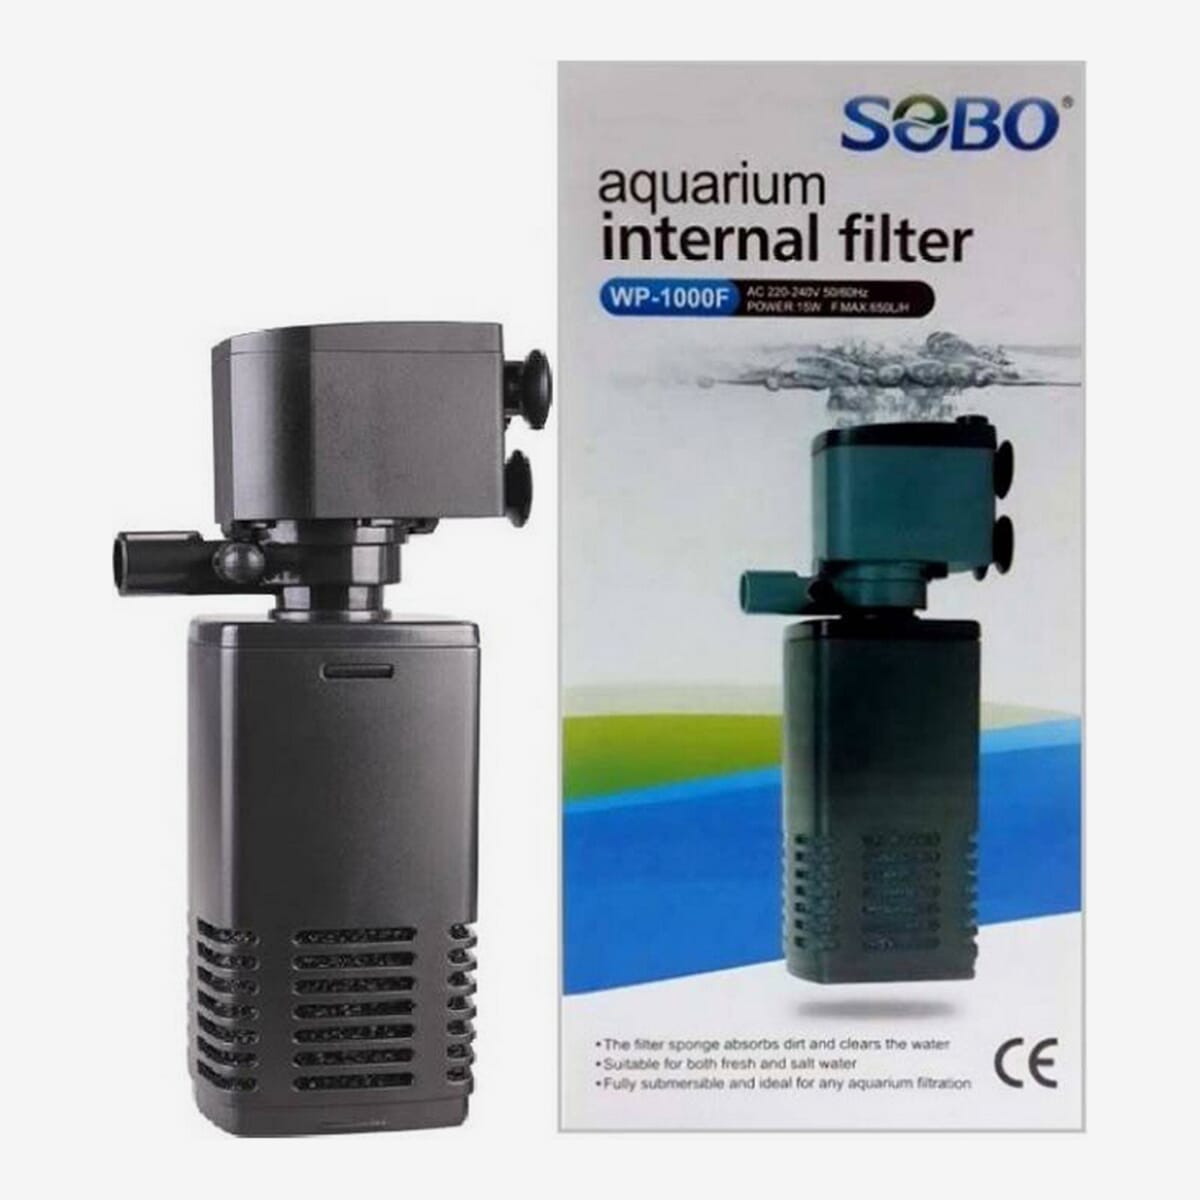 SOBO®
aquarium
internal filter
WP-1000F
AC 220-240V 50/60Hz
POWER:15W F.MAX:650L/H
•The filter sponge absorbs dirt and clears the water
•Suitable for both fresh and salt water
•Fully submersible and ideal for any aquarium filtration
CE